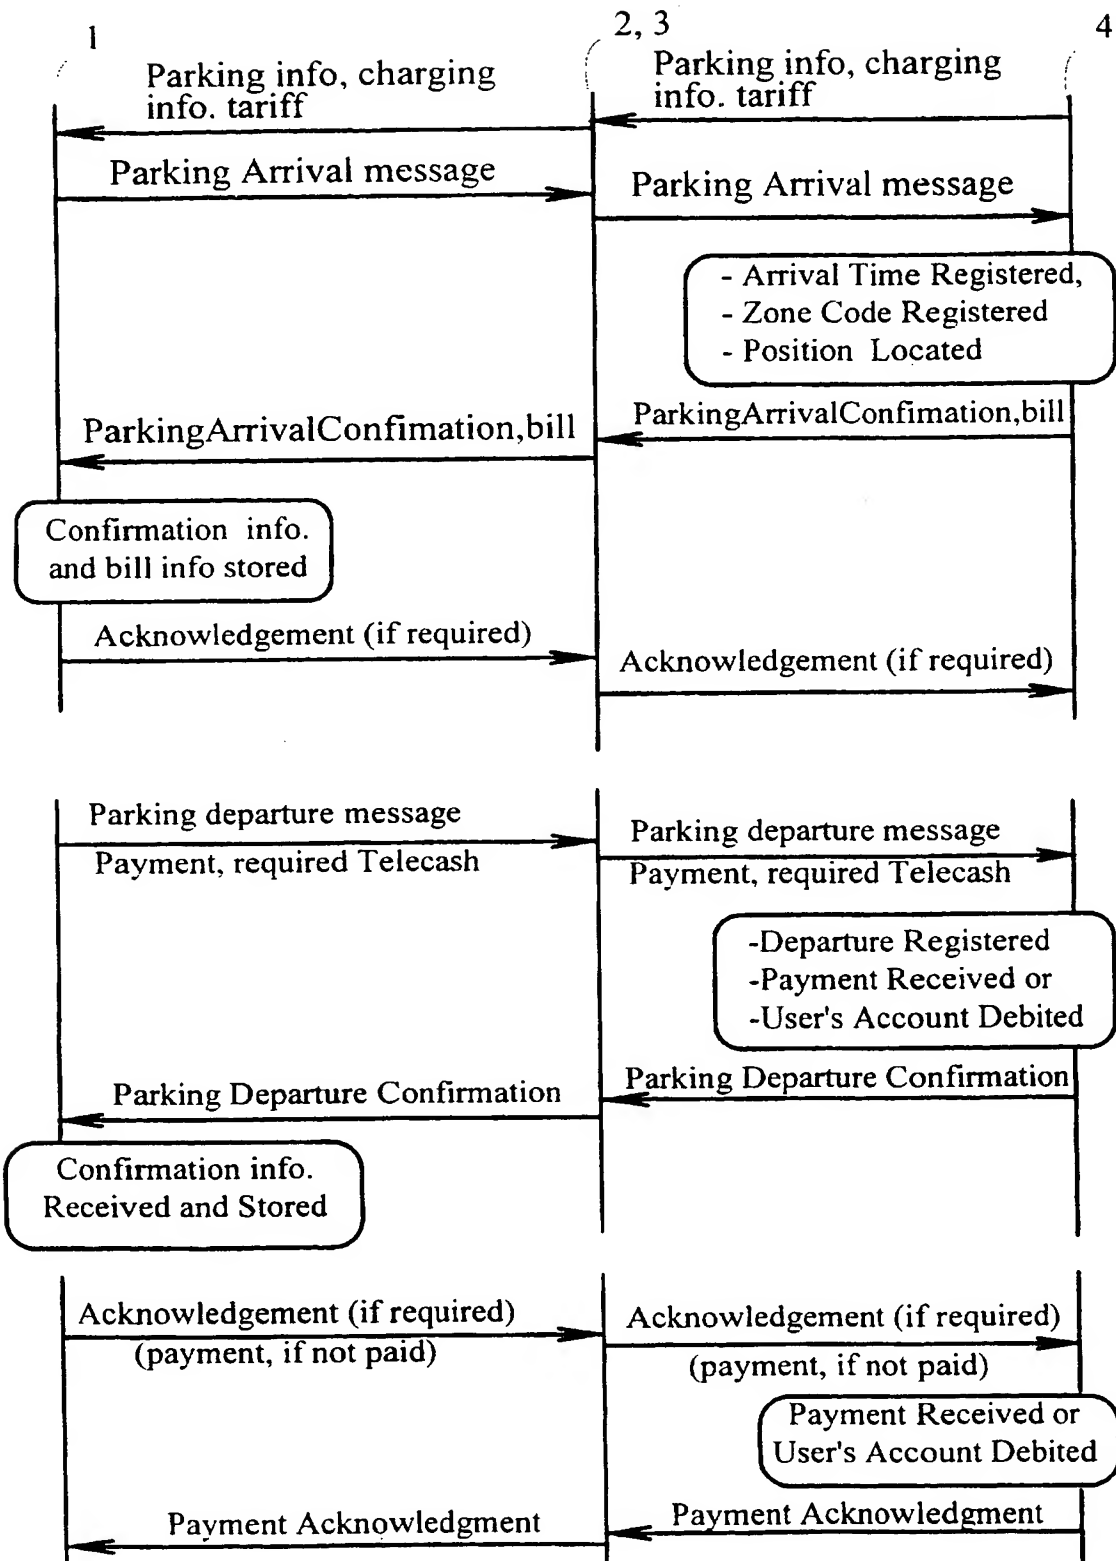 1
2, 3
4
Parking info, charging
info. tariff
Parking info, charging
info. tariff
Parking Arrival message
Parking Arrival message
- Arrival Time Registered,
- Zone Code Registered
- Position Located
ParkingArrivalConfimation,bill
ParkingArrivalConfimation,bill
Confirmation info.
and bill info stored
Acknowledgement (if required)
Acknowledgement (if required)
Parking departure message
Payment, required Telecash
Parking departure message
Payment, required Telecash
-Departure Registered
-Payment Received or
-User's Account Debited
Parking Departure Confirmation
Parking Departure Confirmation
Confirmation info.
Received and Stored
Acknowledgement (if required)
(payment, if not paid)
Acknowledgement (if required)
(payment, if not paid)
Payment Received or
User's Account Debited
Payment Acknowledgment
Payment Acknowledgment